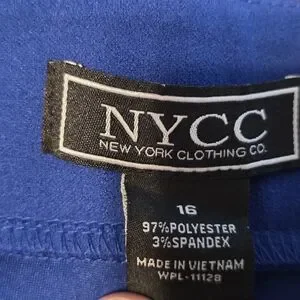 NYCC
NEW YORK CLOTHING CO.
16
97%POLYESTER
3%SPANDEX
MADE IN VIETNAM
WPL-11128